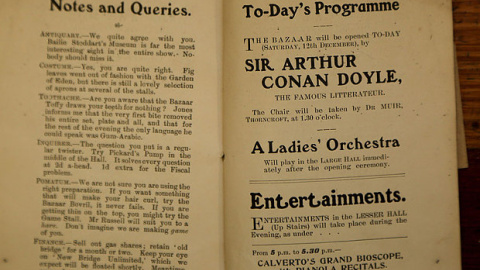 Notes and Queries.
ANTIQUARY.—We quite agree with you.
Bailie Stoddart's Museum is far the most
interesting sight in the entire show. No-
body should miss it.
COSTUME.—Yes, you are quite right. Fig
leaves went out of fashion with the Garden
of Eden, but there is still a lovely selection
of aprons at several of the stalls.
TOOTHACHE.—Are you aware that the Bazaar
Toffy draws your teeth for nothing? Jones
informs me that the very first bite removed
his entire set, plate and all, and that for
the rest of the evening the only language he
could speak was Gum-Arabic.
INQUIRER.—The question you put is a regu-
lar twister. Try Pickard's Pump in the
middle of the Hall. It solves every question
at 2d a-head. 1d extra for the Fiscal
problem.
POMATUM.—We are not sure you are using the
right preparation. If you want something
that will make your hair curl, try the
Bazaar Bovril, it never fails. If you are
getting thin on the top, you might try the
Game Stall. Mr Russell will suit you to a
hare. Don't imagine we are making game
of you.
FINANCE.—Sell out gas shares; retain 'old
bridge' for a month or two. Keep your eye
on 'New Bridge Unlimited,' which we
expect will be floated shortly. Meantime
To-Day's Programme
THE BAZAAR will be opened TO-DAY
(SATURDAY, 12TH DECEMBER), by
SIR ARTHUR
CONAN DOYLE,
THE FAMOUS LITTERATEUR.
The Chair will be taken by DR MUIR,
THORNCROFT, at 1.30 o'clock.
A Ladies' Orchestra
Will play in the LARGE HALL immedi-
ately after the opening ceremony.
Entertainments.
ENTERTAINMENTS in the LESSER HALL
(Up Stairs) will take place during the
Evening, as under
From 5 P.M. to 5.30 P.M.—
CALVERTO'S GRAND BIOSCOPE,
PIANOLA RECITALS.